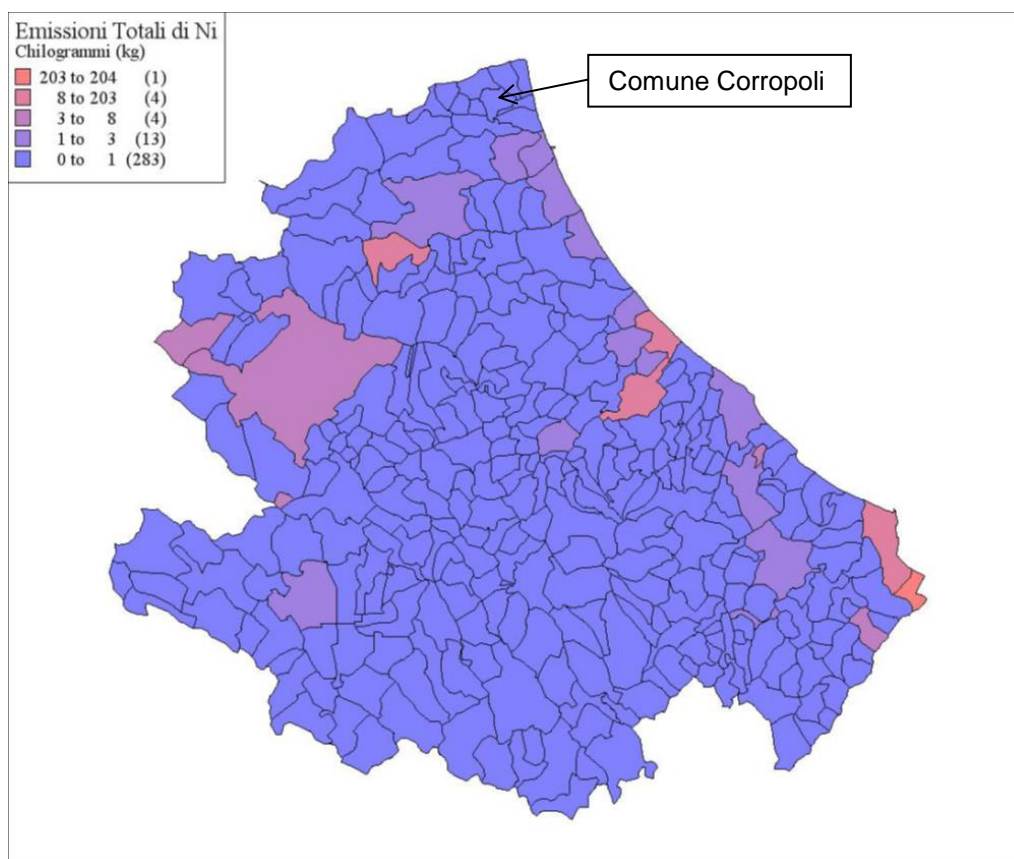 Emissioni Totali di Ni
Chilogrammi (kg)
203 to 204 (1)
8 to 203 (4)
3 to 8 (4)
1 to 3 (13)
0 to 1 (283)
Comune Corropoli